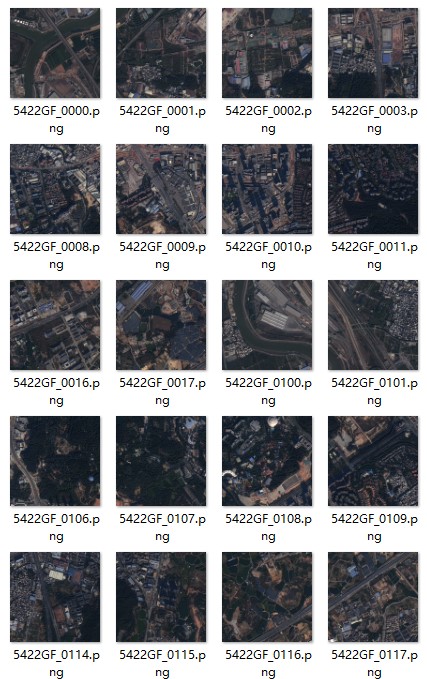 5422GF_0000.p
ng
5422GF_0001.p
ng
5422GF_0002.p
ng
5422GF_0003.p
ng
5422GF_0008.p
ng
5422GF_0009.p
ng
5422GF_0010.p
ng
5422GF_0011.p
ng
5422GF_0016.p
ng
5422GF_0017.p
ng
5422GF_0100.p
ng
5422GF_0101.p
ng
5422GF_0106.p
ng
5422GF_0107.p
ng
5422GF_0108.p
ng
5422GF_0109.p
ng
5422GF_0114.p
ng
5422GF_0115.p
ng
5422GF_0116.p
ng
5422GF_0117.p
ng